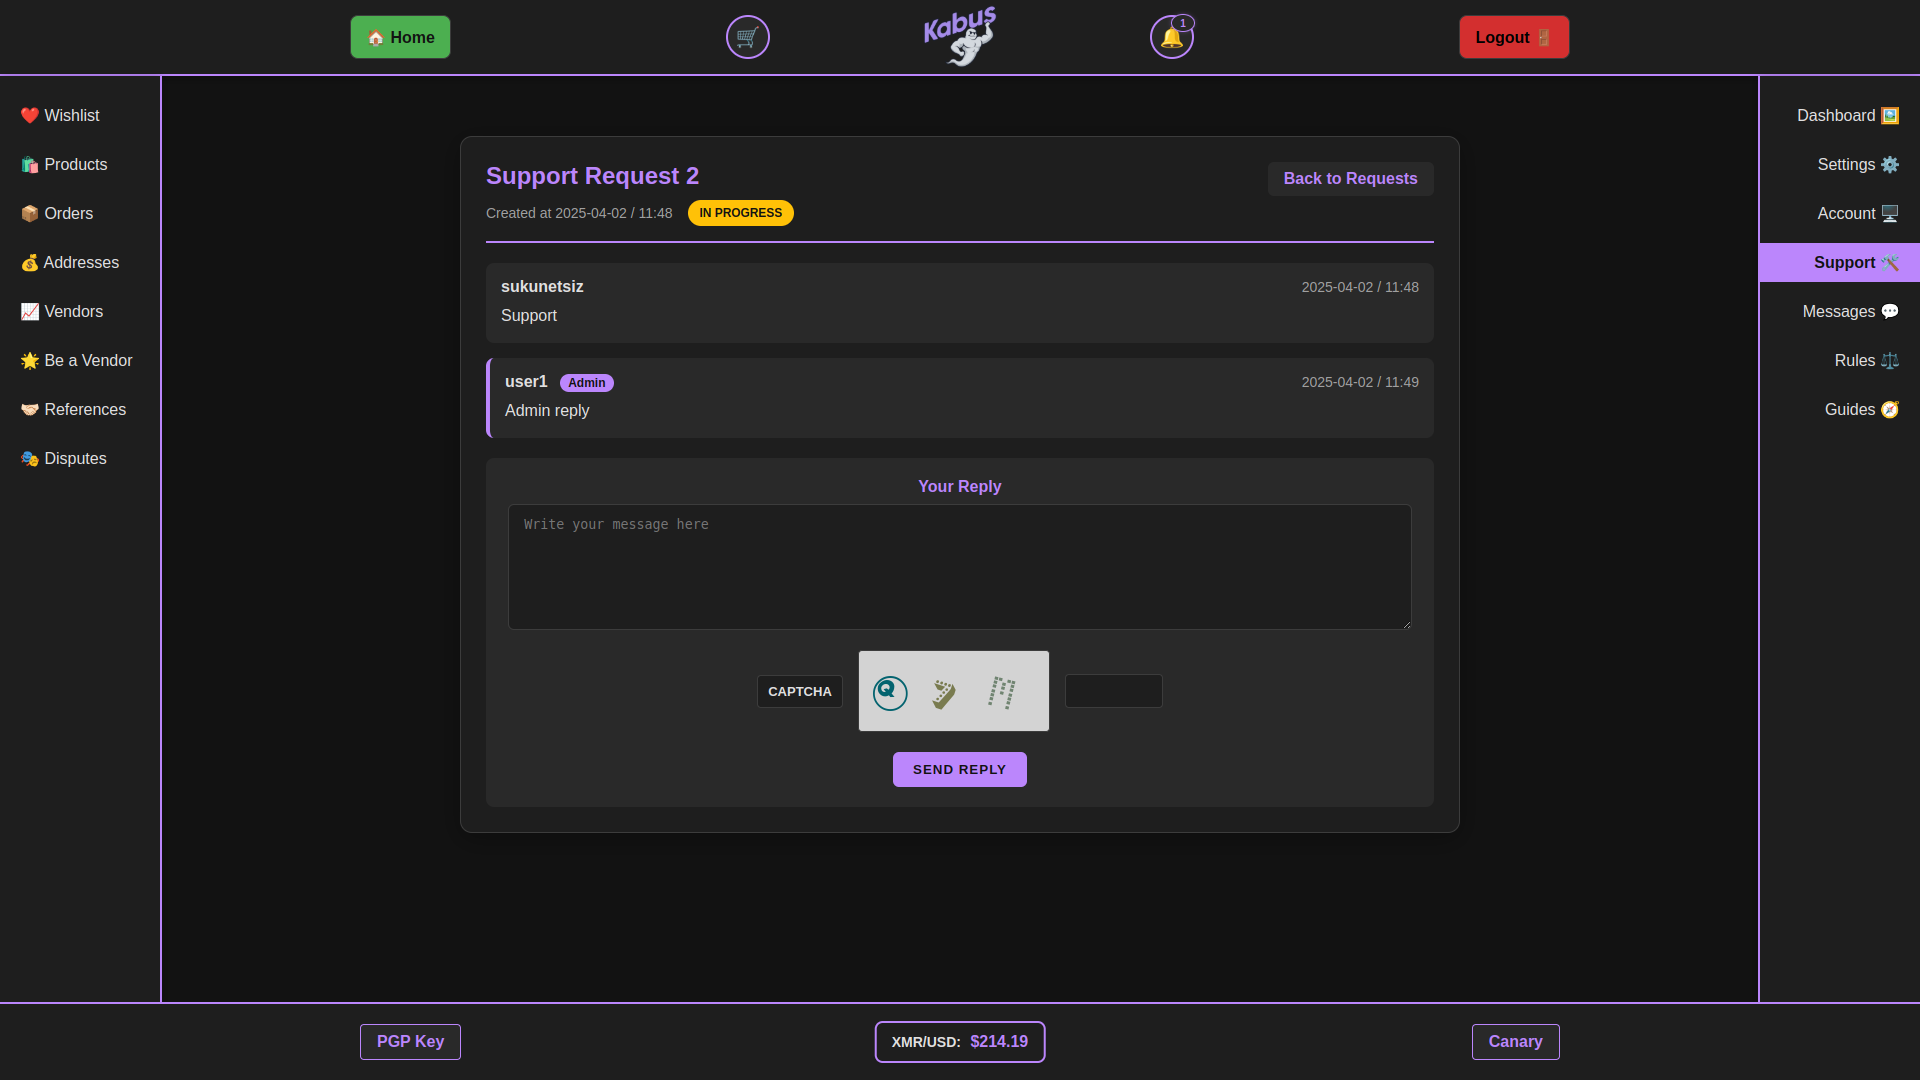 🏠 Home
Kabus
1
Logout
Wishlist
Products
Orders
Addresses
Vendors
Be a Vendor
References
Disputes
Support Request 2
Back to Requests
Created at 2025-04-02 / 11:48
IN PROGRESS
sukunetsiz
2025-04-02 / 11:48
Support
user1
Admin
2025-04-02 / 11:49
Admin reply
Your Reply
Write your message here
CAPTCHA
SEND REPLY
Dashboard
Settings
Account
Support
Messages
Rules
Guides
PGP Key
XMR/USD: $214.19
Canary